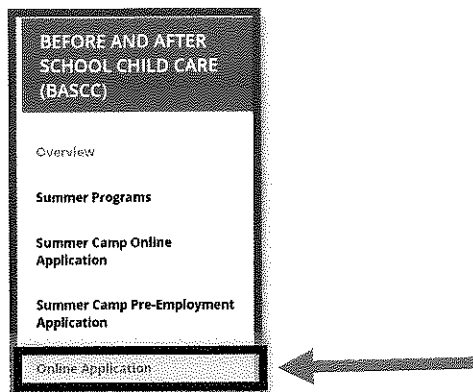 BEFORE AND AFTER
SCHOOL CHILD CARE
(BASCC)
Overview
Summer Programs
Summer Camp Online
Application
Summer Camp Pre-Employment
Application
Online Application